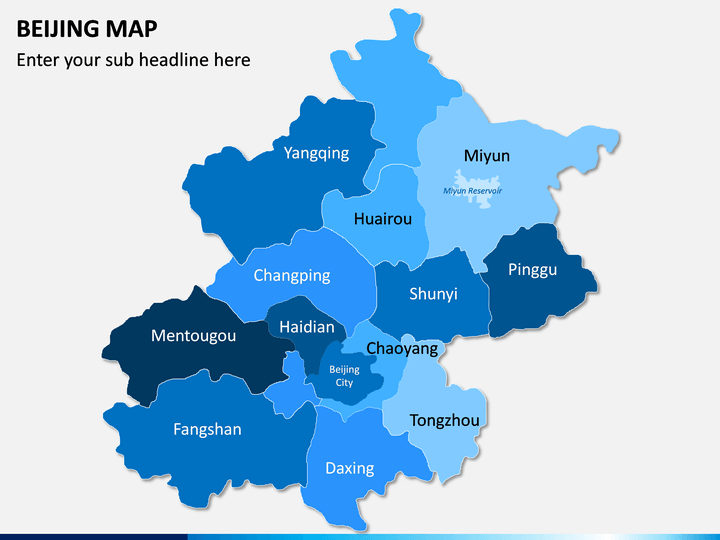 BEIJING MAP
Enter your sub headline here
Yangqing
Miyun
Miyun Reservoir
Huairou
Changping
Pinggu
Shunyi
Mentougou
Haidian
Chaoyang
Beijing
City
Fangshan
Tongzhou
Daxing